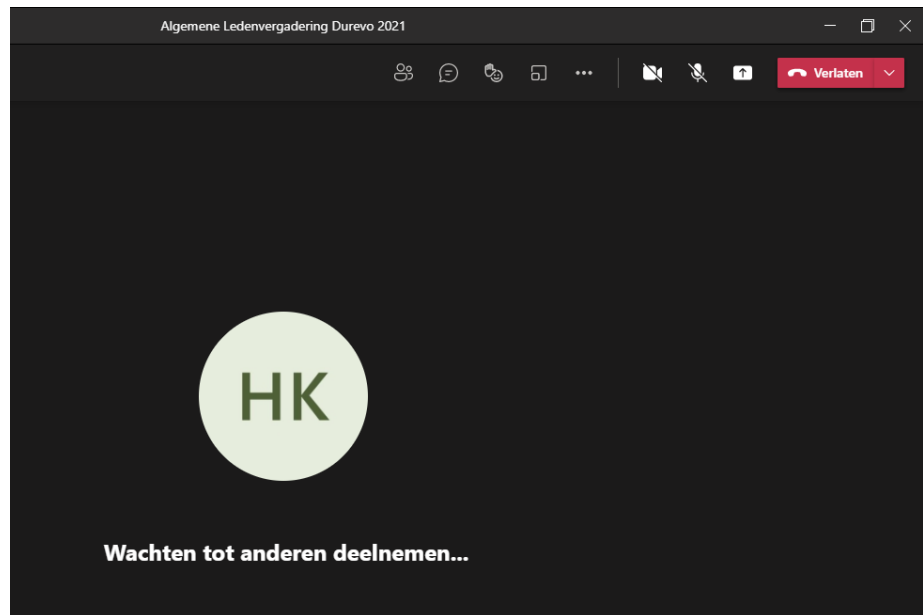 Algemene Ledenvergadering Durevo 2021
Verlaten
HK
Wachten tot anderen deelnemen...